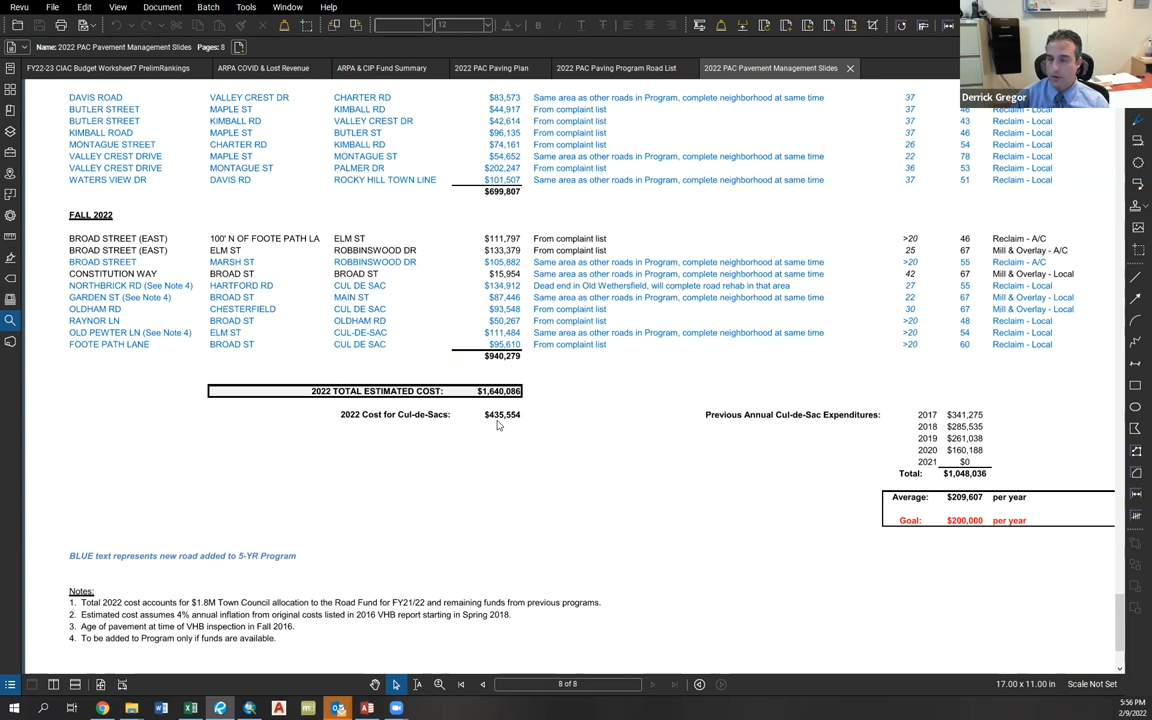 Revu File Edit View Document Batch Tools Window Help
12
Name: 2022 PAC Pavement Management Slides Pages: 8
FY22-23 CIAC Budget Worksheet7 PrelimRankings ARPA COVID & Lost Revenue ARPA & CIP Fund Summary 2022 PAC Paving Plan 2022 PAC Paving Program Road List 2022 PAC Pavement Management Slides
Derrick Gregor
DAVIS ROAD VALLEY CREST DR CHARTER RD $83,573 Same area as other roads in Program, complete neighborhood at same time 37
BUTLER STREET MAPLE ST KIMBALL RD $44,917 From complaint list 37 46 Reclaim - Local
BUTLER STREET KIMBALL RD VALLEY CREST DR $42,614 From complaint list 37 43 Reclaim - Local
KIMBALL ROAD MAPLE ST BUTLER ST $96,135 From complaint list 37 46 Reclaim - Local
MONTAGUE STREET CHARTER RD KIMBALL RD $74,161 From complaint list 26 54 Reclaim - Local
VALLEY CREST DRIVE MAPLE ST MONTAGUE ST $54,652 Same area as other roads in Program, complete neighborhood at same time 22 78 Reclaim - Local
VALLEY CREST DRIVE MONTAGUE ST PALMER DR $202,247 From complaint list 36 53 Reclaim - Local
WATERS VIEW DR DAVIS RD ROCKY HILL TOWN LINE $101,507 Same area as other roads in Program, complete neighborhood at same time 37 51 Reclaim - Local
$699,807
FALL 2022
BROAD STREET (EAST) 100' N OF FOOTE PATH LA ELM ST $111,797 From complaint list >20 46 Reclaim - A/C
BROAD STREET (EAST) ELM ST ROBBINSWOOD DR $133,379 From complaint list 25 67 Mill & Overlay - A/C
BROAD STREET MARSH ST ROBBINSWOOD DR $105,882 Same area as other roads in Program, complete neighborhood at same time >20 55 Reclaim - A/C
CONSTITUTION WAY BROAD ST BROAD ST $15,954 Same area as other roads in Program, complete neighborhood at same time 42 67 Mill & Overlay - Local
NORTHBRICK RD (See Note 4) HARTFORD RD CUL DE SAC $134,912 Dead end in Old Wethersfield, will complete road rehab in that area 27 55 Reclaim - Local
GARDEN ST (See Note 4) BROAD ST MAIN ST $87,446 Same area as other roads in Program, complete neighborhood at same time 22 67 Mill & Overlay - Local
OLDHAM RD CHESTERFIELD CUL DE SAC $93,548 From complaint list 30 67 Mill & Overlay - Local
RAYNOR LN BROAD ST OLDHAM RD $50,267 From complaint list >20 48 Reclaim - Local
OLD PEWTER LN (See Note 4) ELM ST CUL-DE-SAC $111,484 Same area as other roads in Program, complete neighborhood at same time >20 54 Reclaim - Local
FOOTE PATH LANE BROAD ST CUL DE SAC $95,610 From complaint list >20 60 Reclaim - Local
$940,279
2022 TOTAL ESTIMATED COST: $1,640,086
2022 Cost for Cul-de-Sacs: $435,554 Previous Annual Cul-de-Sac Expenditures: 2017 $341,275
2018 $285,535
2019 $261,038
2020 $160,188
2021 $0
Total: $1,048,036
Average: $209,607 per year
Goal: $200,000 per year
BLUE text represents new road added to 5-YR Program
Notes:
1. Total 2022 cost accounts for $1.8M Town Council allocation to the Road Fund for FY21/22 and remaining funds from previous programs.
2. Estimated cost assumes 4% annual inflation from original costs listed in 2016 VHB report starting in Spring 2018.
3. Age of pavement at time of VHB inspection in Fall 2016.
4. To be added to Program only if funds are available.
8 of 8 17.00 x 11.00 in Scale Not Set
5:56 PM
2/9/2022